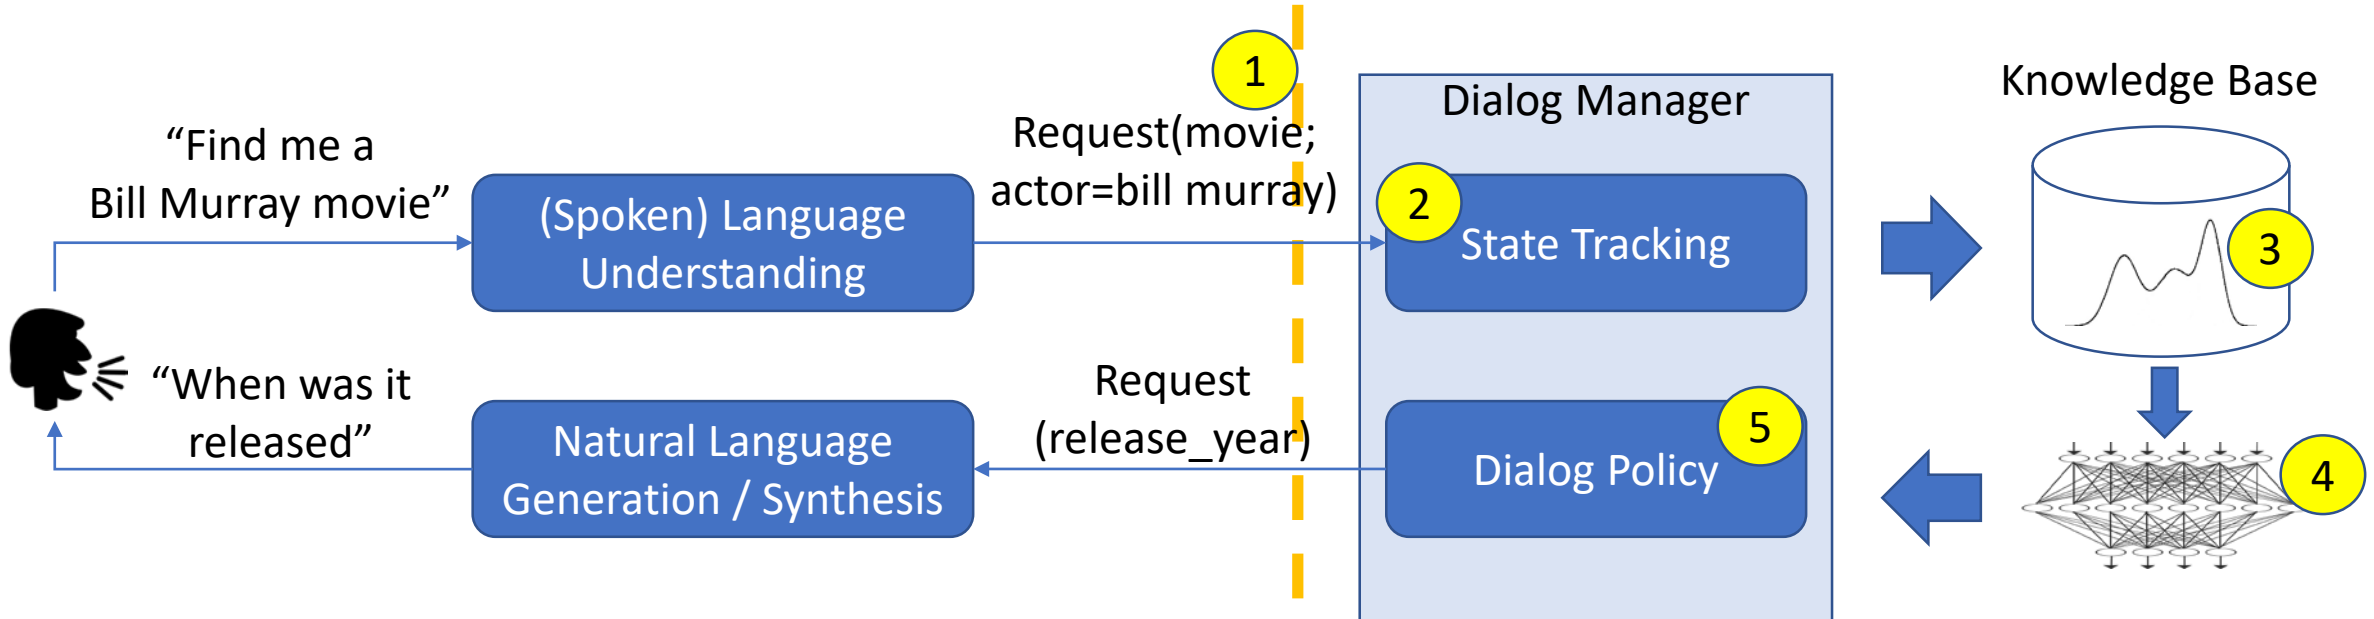 1
Dialog Manager
Knowledge Base
“Find me a
Bill Murray movie”
Request(movie;
actor=bill murray)
(Spoken) Language
Understanding
2
State Tracking
3
“When was it
released”
Natural Language
Generation / Synthesis
Request
(release_year)
5
Dialog Policy
4